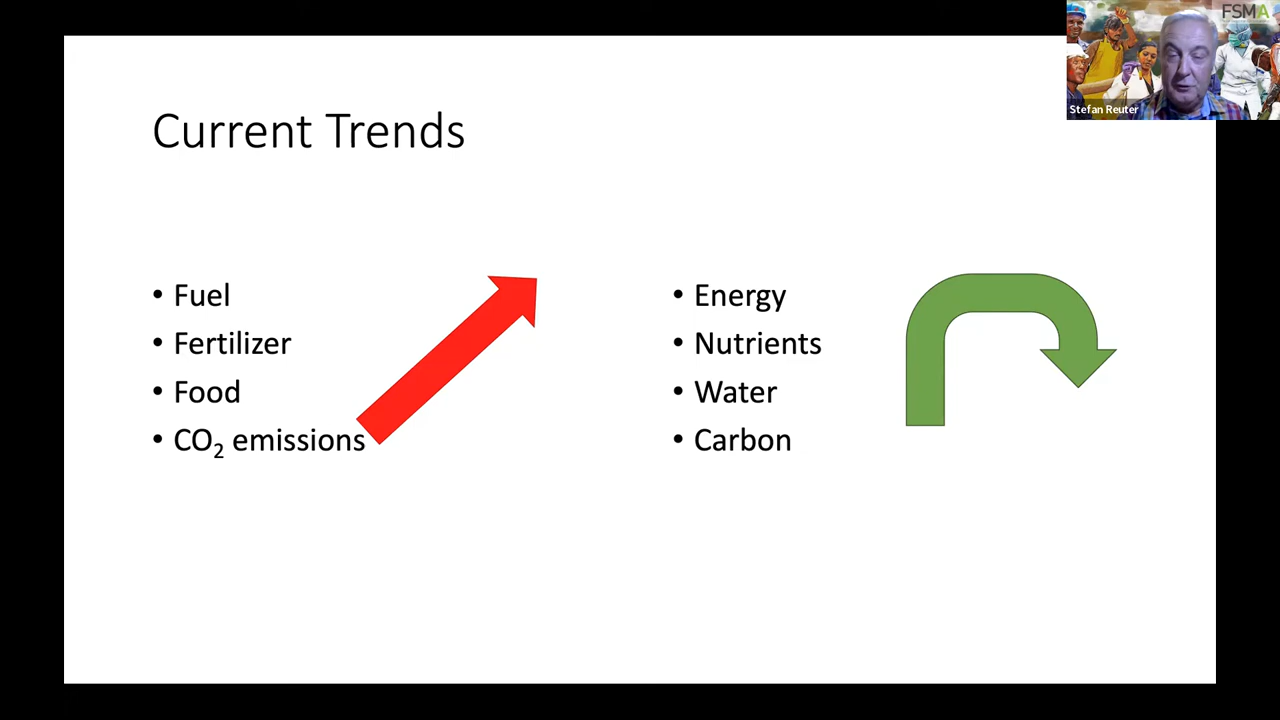 FSMA
Stefan Reuter
Current Trends
• Fuel
• Fertilizer
• Food
• CO₂ emissions
• Energy
• Nutrients
• Water
• Carbon